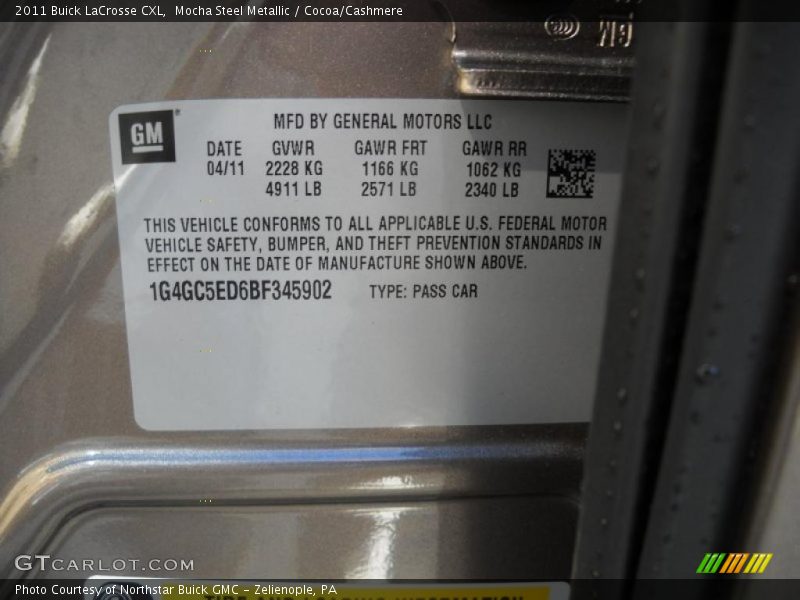 2011 Buick LaCrosse CXL, Mocha Steel Metallic / Cocoa/Cashmere
GM
MFD BY GENERAL MOTORS LLC
DATE GVWR GAWR FRT GAWR RR
04/11 2228 KG 1166 KG 1062 KG
4911 LB 2571 LB 2340 LB
THIS VEHICLE CONFORMS TO ALL APPLICABLE U.S. FEDERAL MOTOR
VEHICLE SAFETY, BUMPER, AND THEFT PREVENTION STANDARDS IN
EFFECT ON THE DATE OF MANUFACTURE SHOWN ABOVE.
1G4GC5ED6BF345902 TYPE: PASS CAR
GTCARLOT.COM
Photo Courtesy of Northstar Buick GMC – Zelienople, PA